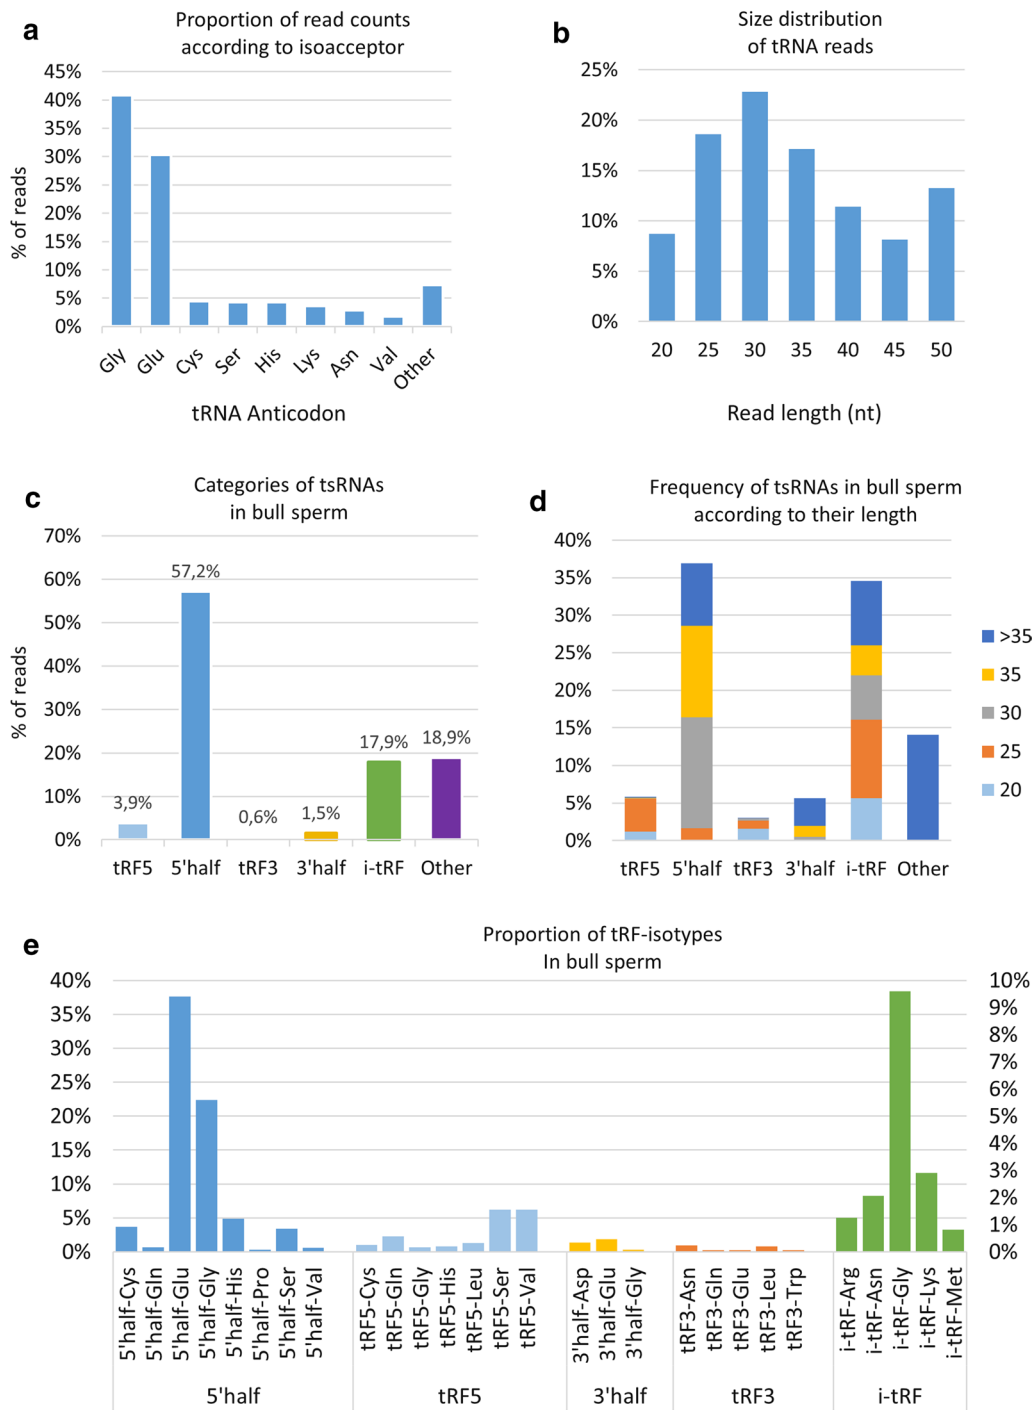 a
Proportion of read counts
according to isoacceptor
45%
40%
35%
30%
25%
20%
15%
10%
5%
0%
% of reads
Gly
Glu
Cys
Ser
His
Lys
Asn
Val
Other
tRNA Anticodon
b
Size distribution
of tRNA reads
25%
20%
15%
10%
5%
0%
20 25 30 35 40 45 50
Read length (nt)
c
Categories of tsRNAs
in bull sperm
70%
60%
50%
40%
30%
20%
10%
0%
% of reads
3,9%
57,2%
0,6%
1,5%
17,9%
18,9%
tRF5 5'half tRF3 3'half i-tRF Other
d
Frequency of tsRNAs in bull sperm
according to their length
40%
35%
30%
25%
20%
15%
10%
5%
0%
tRF5 5'half tRF3 3'half i-tRF Other
>35
35
30
25
20
e
Proportion of tRF-isotypes
In bull sperm
40%
35%
30%
25%
20%
15%
10%
5%
0%
10%
9%
8%
7%
6%
5%
4%
3%
2%
1%
0%
5'half-Cys
5'half-Gln
5'half-Glu
5'half-Gly
5'half-His
5'half-Pro
5'half-Ser
5'half-Val
tRF5-Cys
tRF5-Gln
tRF5-Gly
tRF5-His
tRF5-Leu
tRF5-Ser
tRF5-Val
3'half-Asp
3'half-Glu
3'half-Gly
tRF3-Asn
tRF3-Gln
tRF3-Glu
tRF3-Leu
tRF3-Trp
i-tRF-Arg
i-tRF-Asn
i-tRF-Gly
i-tRF-Lys
i-tRF-Met
5'half tRF5 3'half tRF3 i-tRF